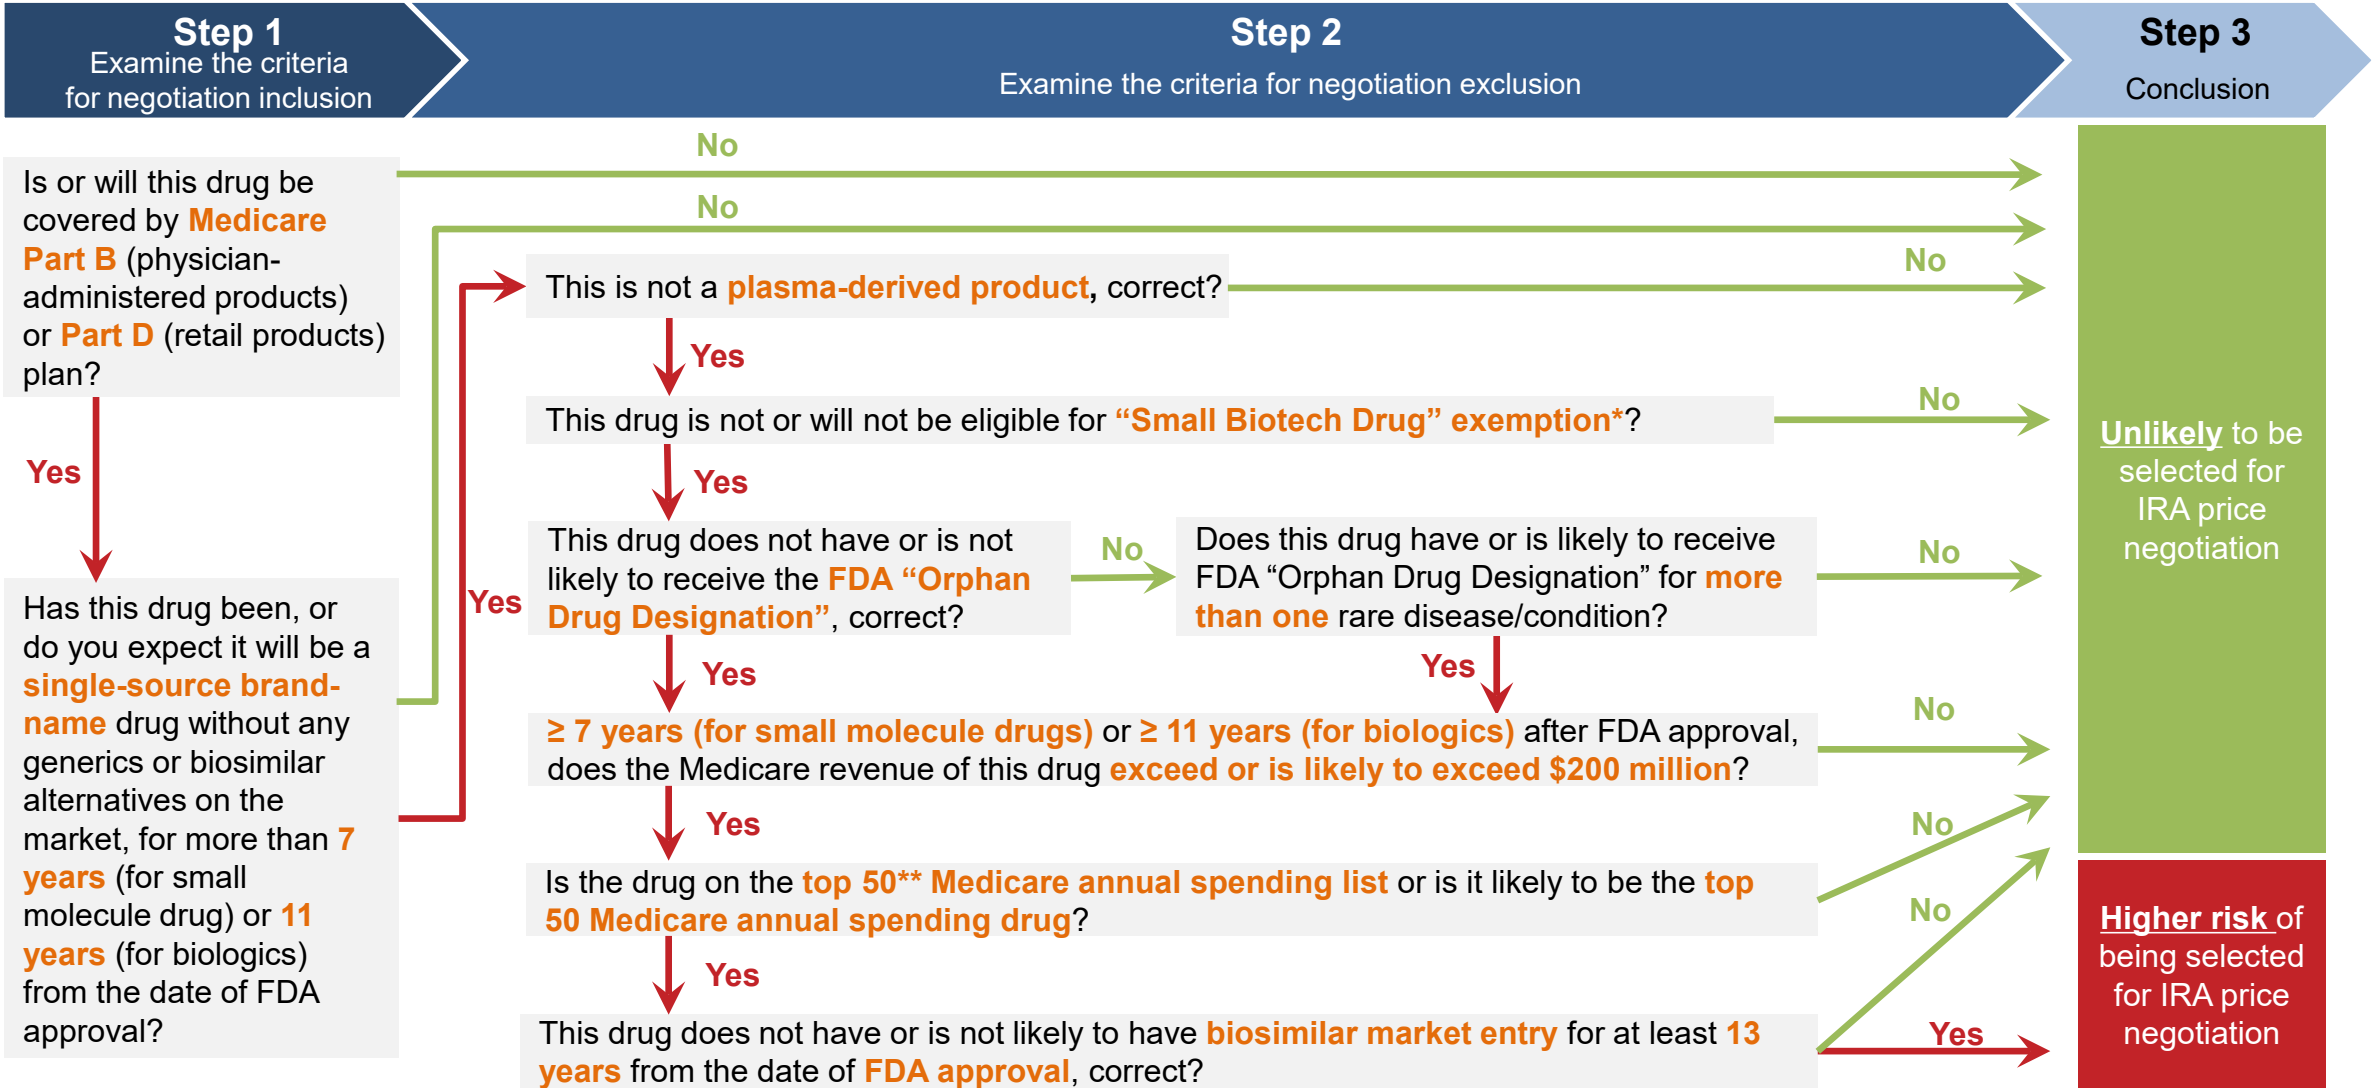 Step 1
Examine the criteria
for negotiation inclusion
Step 2
Examine the criteria for negotiation exclusion
Step 3
Conclusion
Is or will this drug be
covered by Medicare
Part B (physician-
administered products)
or Part D (retail products)
plan?
No
Yes
Has this drug been, or
do you expect it will be a
single-source brand-
name drug without any
generics or biosimilar
alternatives on the
market, for more than 7
years (for small
molecule drug) or 11
years (for biologics)
from the date of FDA
approval?
No
Yes
This is not a plasma-derived product, correct?
No
Yes
This drug is not or will not be eligible for “Small Biotech Drug” exemption*?
No
Yes
This drug does not have or is not
likely to receive the FDA “Orphan
Drug Designation”, correct?
No
Yes
Does this drug have or is likely to receive
FDA “Orphan Drug Designation” for more
than one rare disease/condition?
No
Yes
≥ 7 years (for small molecule drugs) or ≥ 11 years (for biologics) after FDA approval,
does the Medicare revenue of this drug exceed or is likely to exceed $200 million?
No
Yes
Is the drug on the top 50** Medicare annual spending list or is it likely to be the top
50 Medicare annual spending drug?
No
Yes
This drug does not have or is not likely to have biosimilar market entry for at least 13
years from the date of FDA approval, correct?
No
Yes
Unlikely to be
selected for
IRA price
negotiation
Higher risk of
being selected
for IRA price
negotiation